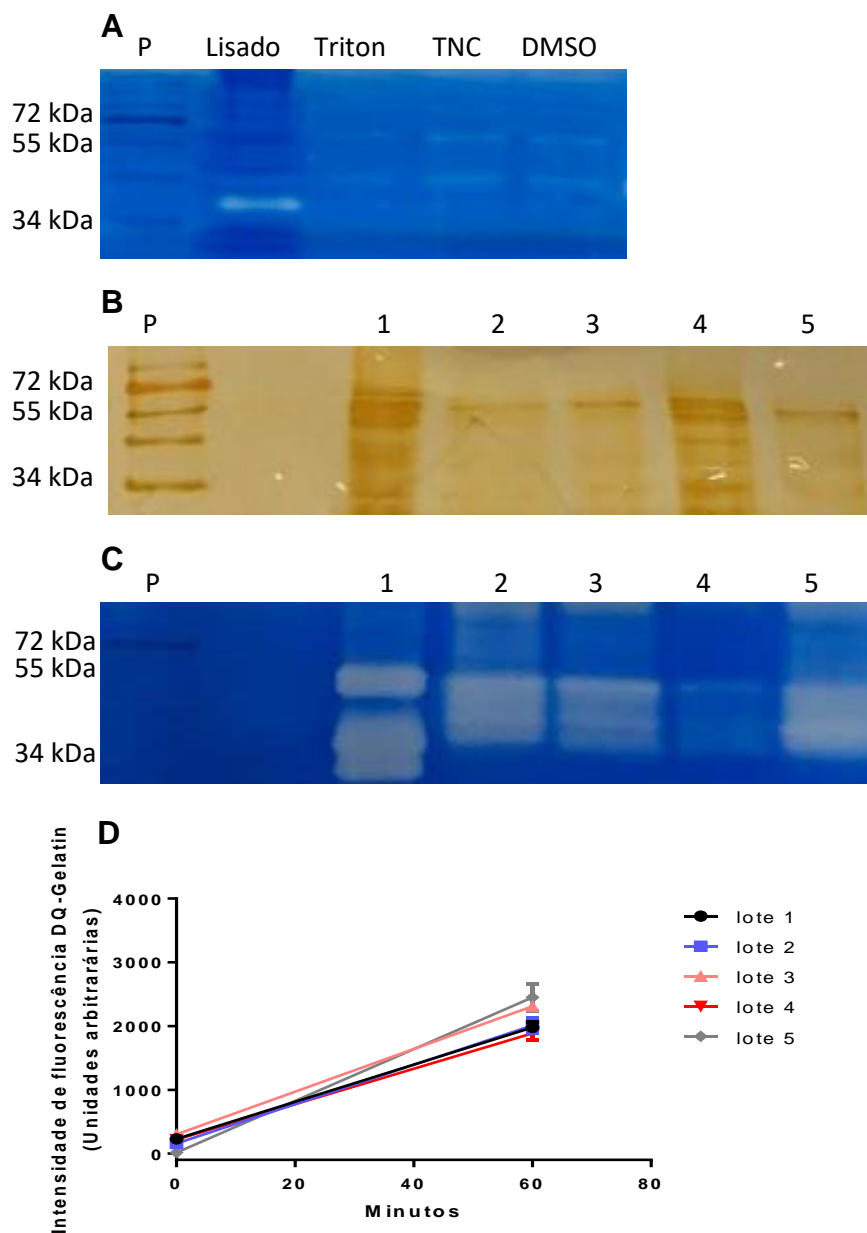 A
P Lisado Triton TNC DMSO
72 kDa
55 kDa
34 kDa
B
P 1 2 3 4 5
72 kDa
55 kDa
34 kDa
C
P 1 2 3 4 5
72 kDa
55 kDa
34 kDa
D
Intensidade de fluorescência DQ-Gelatin
(Unidades arbitrarárias)
4000
3000
2000
1000
0
0 20 40 60 80
Minutos
lote 1
lote 2
lote 3
lote 4
lote 5